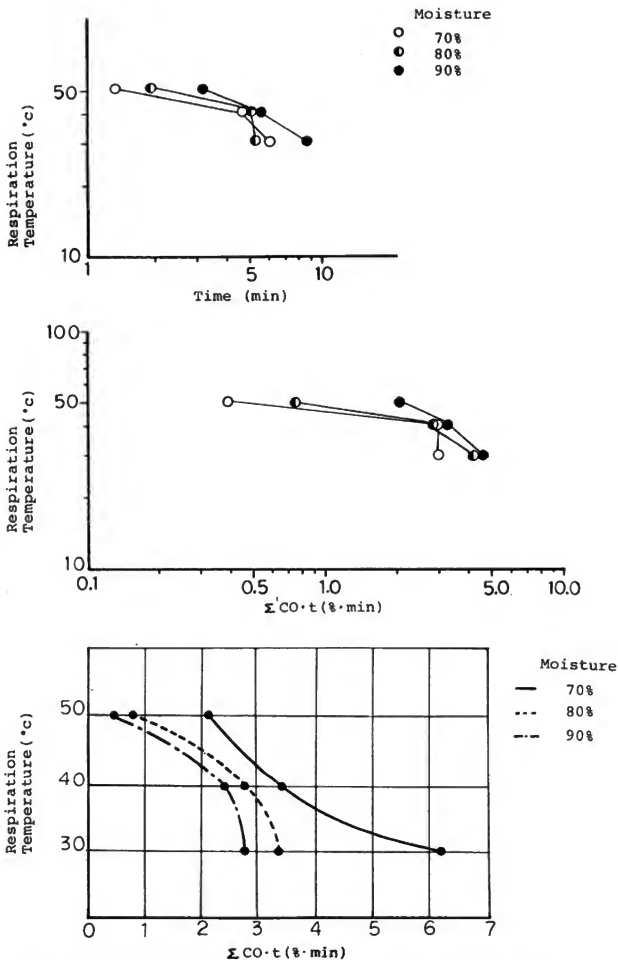 Moisture
70%
80%
90%
50
10
Respiration
Temperature(°c)
1
5
10
Time (min)
100
50
10
Respiration
Temperature(°c)
0.1
0.5
1.0
5.0
10.0
Σ'CO·t(%·min)
Moisture
70%
80%
90%
50
40
30
Respiration
Temperature(°c)
0
1
2
3
4
5
6
7
ΣCO·t(%·min)